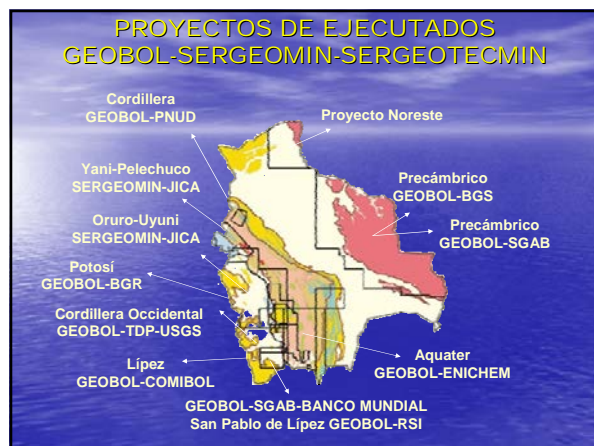 PROYECTOS DE EJECUTADOS
GEOBOL-SERGEOMIN-SERGEOTECMIN
Cordillera
GEOBOL-PNUD
Proyecto Noreste
Yani-Pelechuco
SERGEOMIN-JICA
Precámbrico
GEOBOL-BGS
Oruro-Uyuni
SERGEOMIN-JICA
Precámbrico
GEOBOL-SGAB
Potosí
GEOBOL-BGR
Cordillera Occidental
GEOBOL-TDP-USGS
Lípez
GEOBOL-COMIBOL
Aquater
GEOBOL-ENICHEM
GEOBOL-SGAB-BANCO MUNDIAL
San Pablo de Lípez GEOBOL-RSI